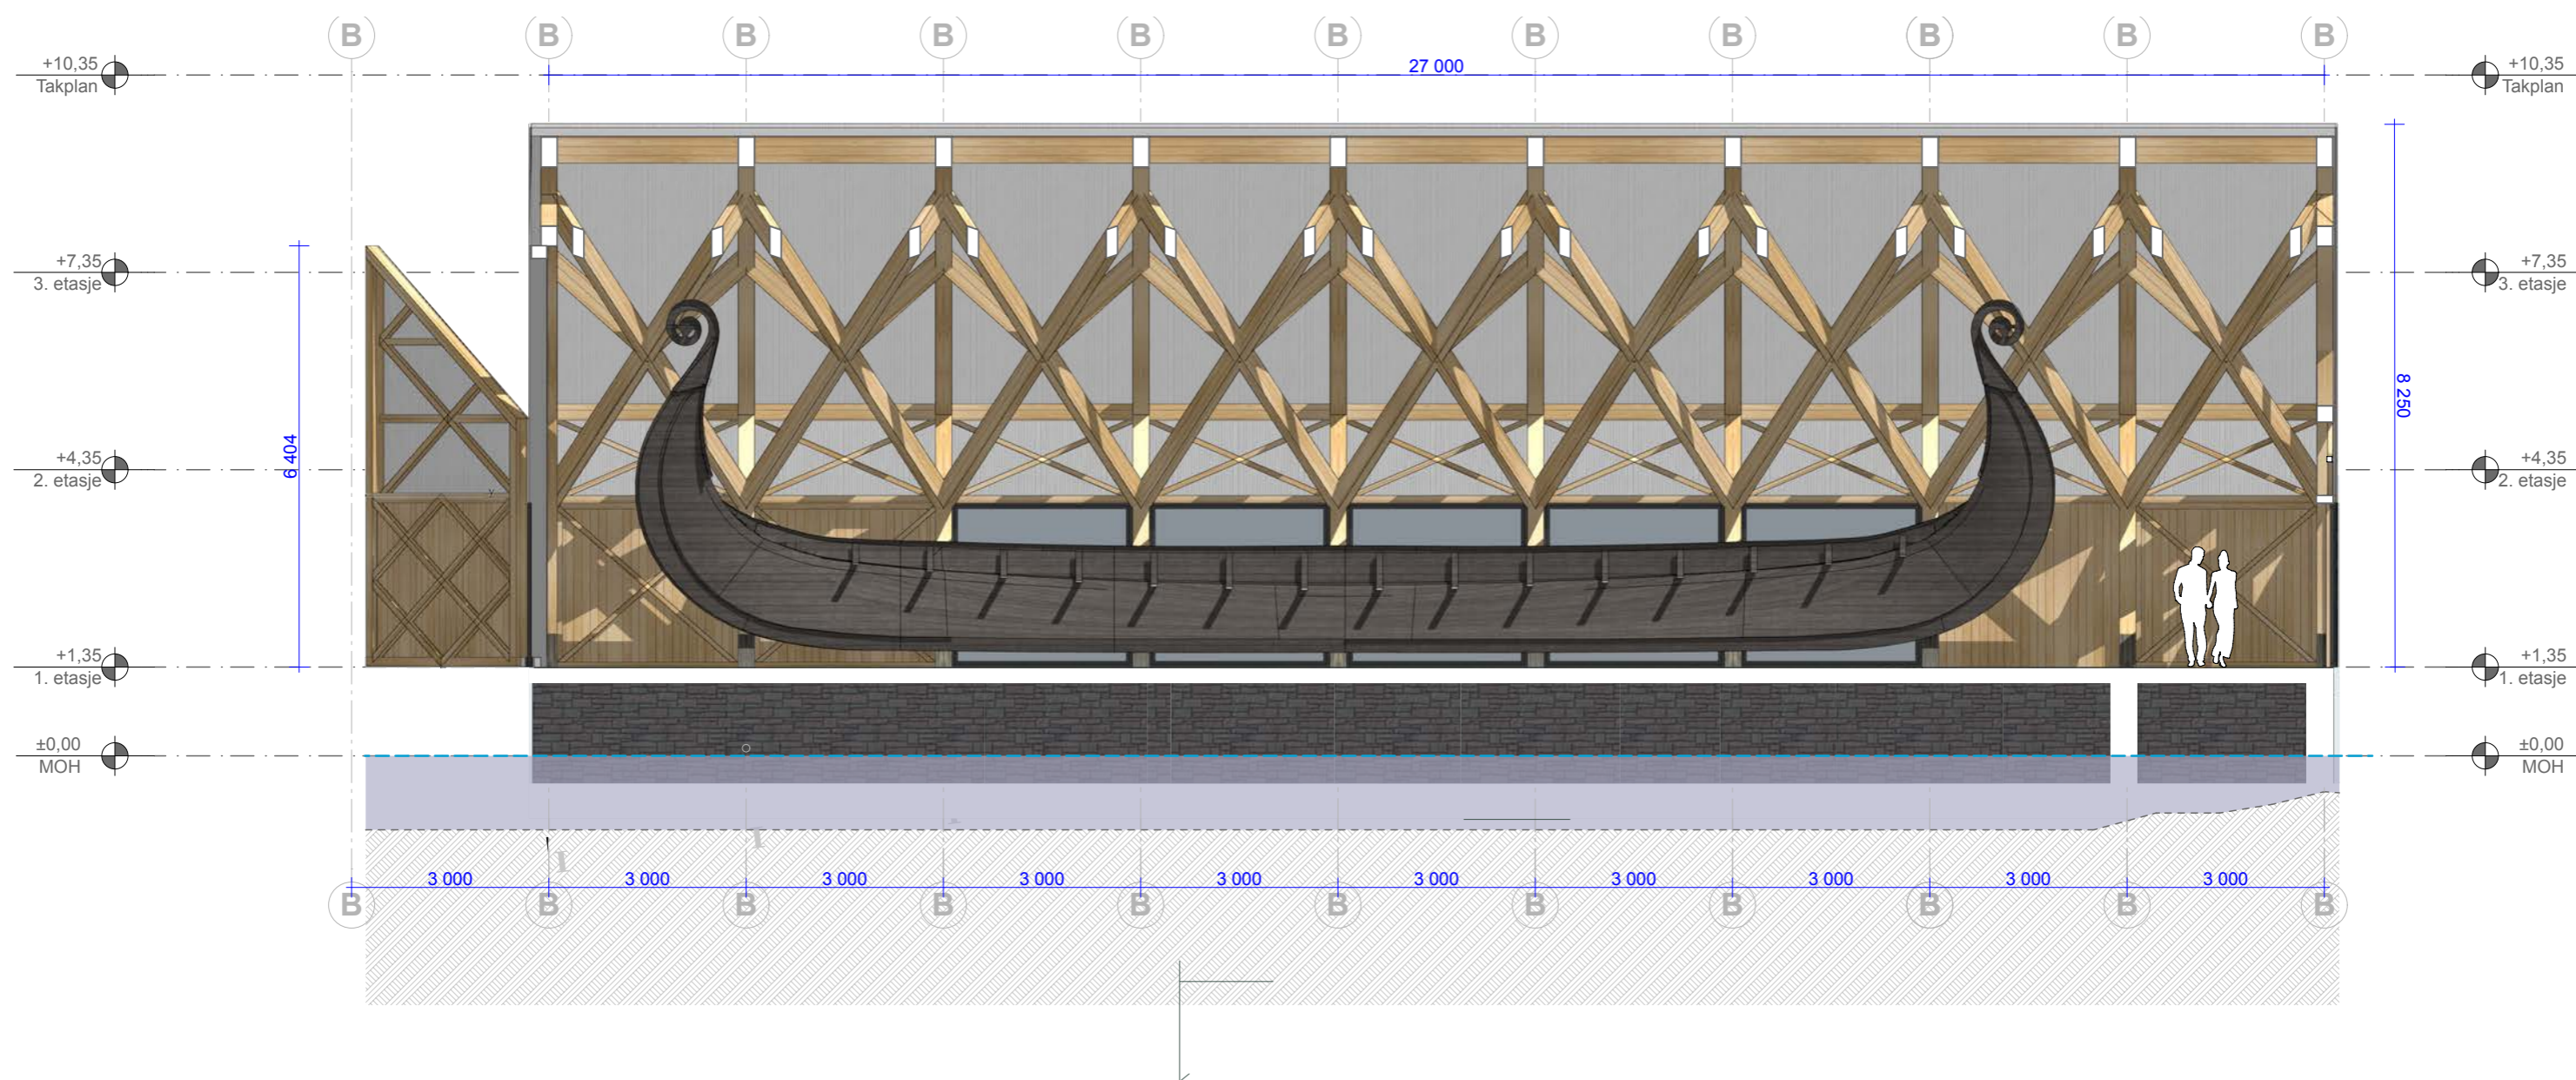 B B B B B B B B B B B
+10,35
Takplan
27 000
+10,35
Takplan
+7,35
3. etasje
+7,35
3. etasje
8 250
6 404
+4,35
2. etasje
+4,35
2. etasje
Y
+1,35
1. etasje
+1,35
1. etasje
±0,00
MOH
±0,00
MOH
3 000 3 000 3 000 3 000 3 000 3 000 3 000 3 000 3 000 3 000
B B B B B B B B B B B